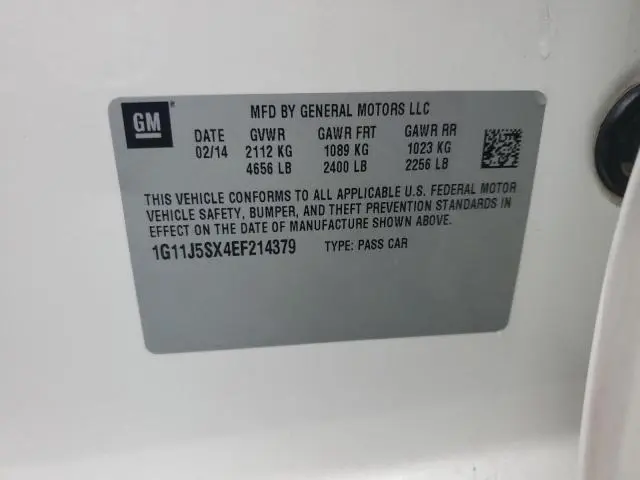 GM
MFD BY GENERAL MOTORS LLC
DATE GVWR GAWR FRT GAWR RR
02/14 2112 KG 1089 KG 1023 KG
4656 LB 2400 LB 2256 LB
THIS VEHICLE CONFORMS TO ALL APPLICABLE U.S. FEDERAL MOTOR
VEHICLE SAFETY, BUMPER, AND THEFT PREVENTION STANDARDS IN
EFFECT ON THE DATE OF MANUFACTURE SHOWN ABOVE.
1G11J5SX4EF214379 TYPE: PASS CAR